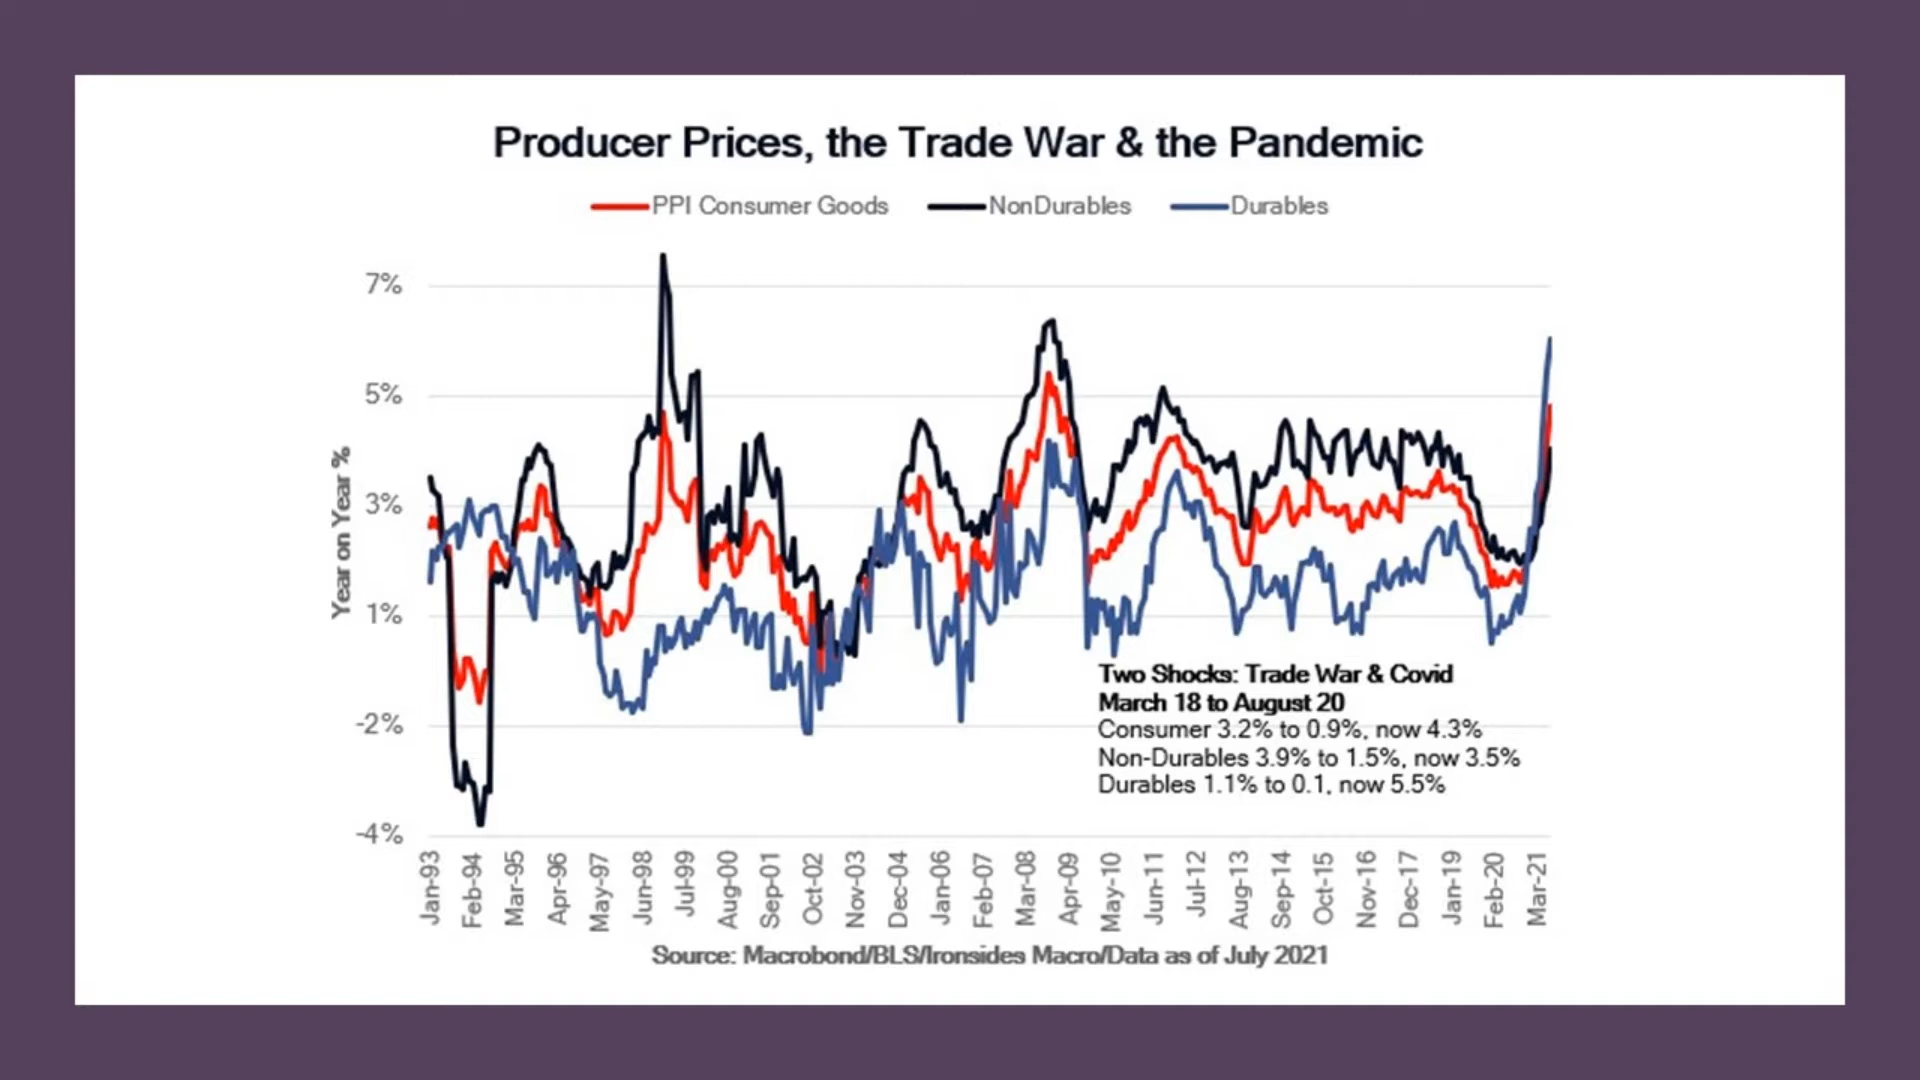 Producer Prices, the Trade War & the Pandemic
PPI Consumer Goods NonDurables Durables
7%
5%
3%
1%
-2%
-4%
Year on Year %
Two Shocks: Trade War & Covid
March 18 to August 20
Consumer 3.2% to 0.9%, now 4.3%
Non-Durables 3.9% to 1.5%, now 3.5%
Durables 1.1% to 0.1, now 5.5%
Jan-93 Feb-94 Mar-95 Apr-96 May-97 Jun-98 Jul-99 Aug-00 Sep-01 Oct-02 Nov-03 Dec-04 Jan-06 Feb-07 Mar-08 Apr-09 May-10 Jun-11 Jul-12 Aug-13 Sep-14 Oct-15 Nov-16 Dec-17 Jan-19 Feb-20 Mar-21
Source: Macrobond/BLS/Ironsides Macro/Data as of July 2021